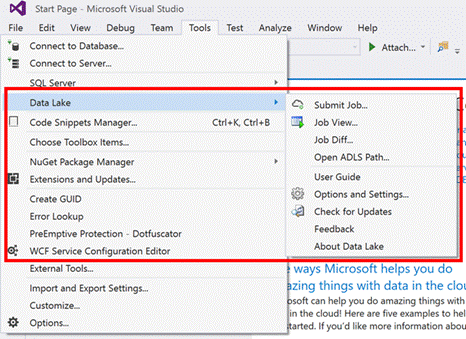 Start Page - Microsoft Visual Studio
File Edit View Debug Team Tools Test Analyze Window Help
Connect to Database...
Connect to Server...
SQL Server
Data Lake
Code Snippets Manager... Ctrl+K, Ctrl+B
Choose Toolbox Items...
NuGet Package Manager
Extensions and Updates...
Create GUID
Error Lookup
PreEmptive Protection - Dotfuscator
WCF Service Configuration Editor
External Tools...
Import and Export Settings...
Customize...
Options...
Attach...
Submit Job...
Job View...
Job Diff...
Open ADLS Path...
User Guide
Options and Settings...
Check for Updates
Feedback
About Data Lake
ways Microsoft helps you do
azing things with data in the clou
osoft can help you do amazing things with
in the cloud! Here are five examples to hel
started. If you'd like more information abou